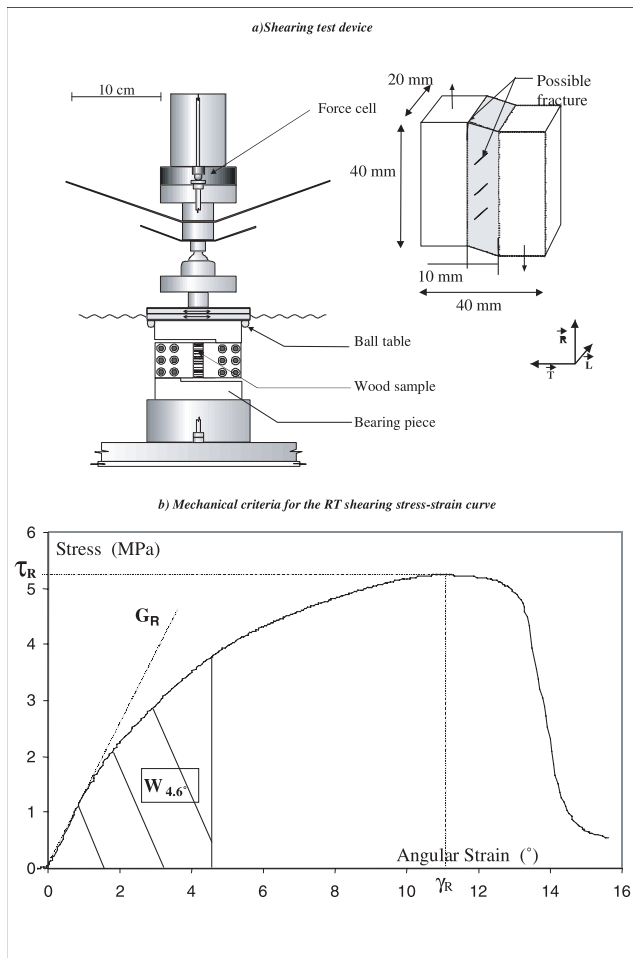 a)Shearing test device
10 cm
Force cell
20 mm
Possible
fracture
40 mm
10 mm
40 mm
R
L
T
Ball table
Wood sample
Bearing piece
b) Mechanical criteria for the RT shearing stress-strain curve
6
Stress (MPa)
τR
5
GR
4
3
2
W 4.6°
1
Angular Strain (°)
0
0 2 4 6 8 10 12 14 16
γR